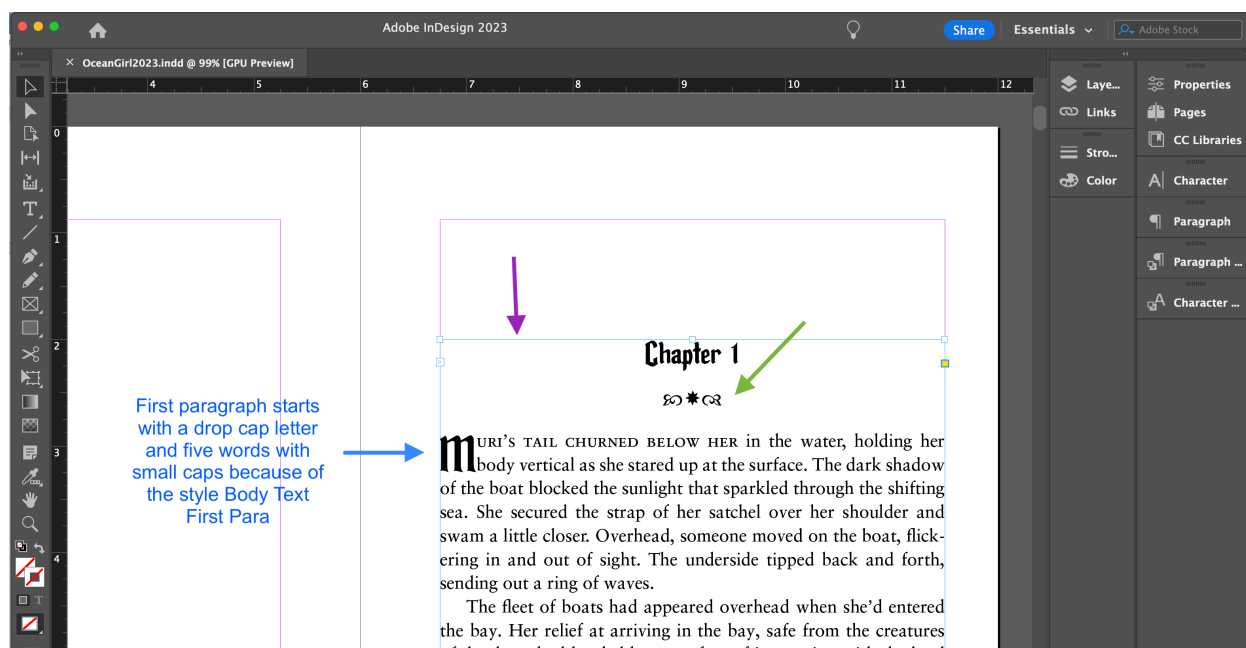 Adobe InDesign 2023
Share
Essentials
Adobe Stock
× OceanGirl2023.indd @ 99% [GPU Preview]
4 5 6 7 8 9 10 11 12
0
1
2
3
4
Laye...
Links
Stro...
Color
Properties
Pages
CC Libraries
Character
Paragraph
Paragraph ...
Character ...
First paragraph starts
with a drop cap letter
and five words with
small caps because of
the style Body Text
First Para
Chapter 1
MURI'S TAIL CHURNED BELOW HER in the water, holding her
body vertical as she stared up at the surface. The dark shadow
of the boat blocked the sunlight that sparkled through the shifting
sea. She secured the strap of her satchel over her shoulder and
swam a little closer. Overhead, someone moved on the boat, flick-
ering in and out of sight. The underside tipped back and forth,
sending out a ring of waves.
The fleet of boats had appeared overhead when she'd entered
the bay. Her relief at arriving in the bay, safe from the creatures